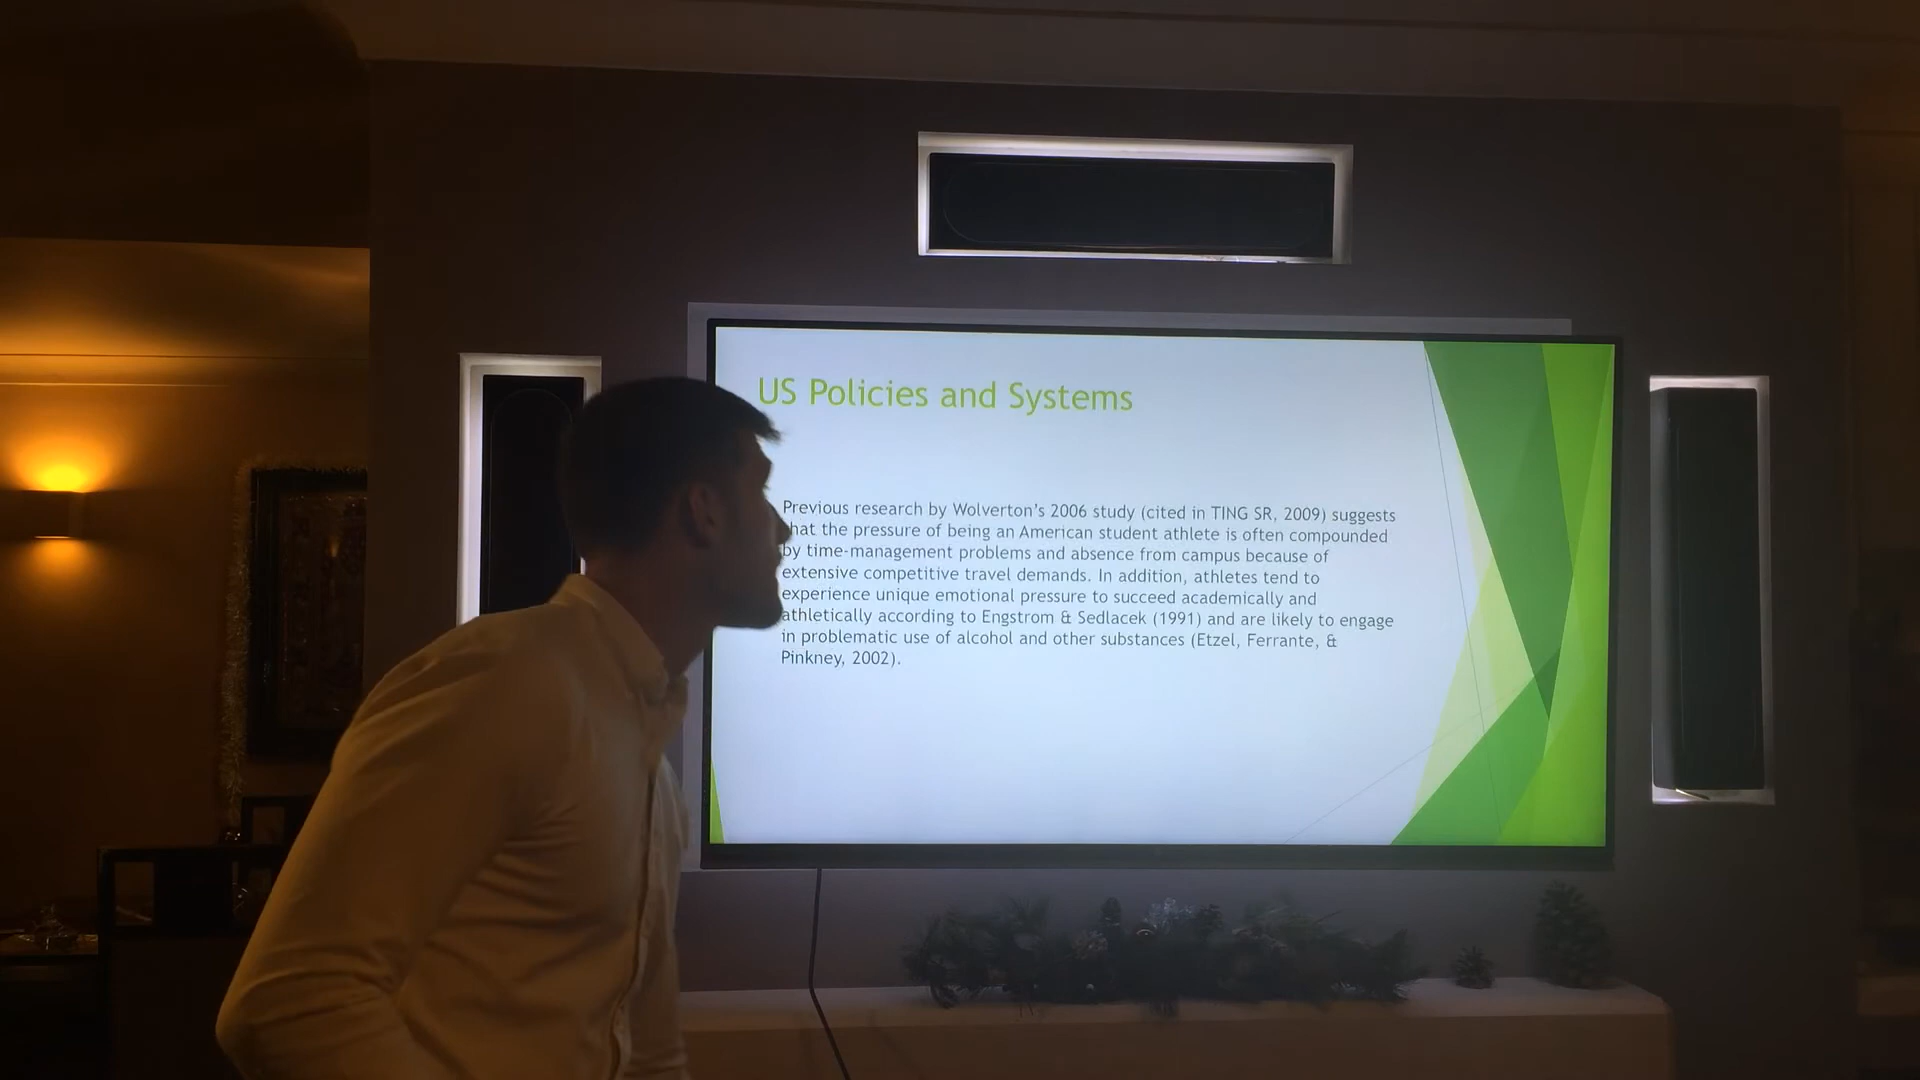 US Policies and Systems
Previous research by Wolverton's 2006 study (cited in TING SR, 2009) suggests
that the pressure of being an American student athlete is often compounded
by time-management problems and absence from campus because of
extensive competitive travel demands. In addition, athletes tend to
experience unique emotional pressure to succeed academically and
athletically according to Engstrom & Sedlacek (1991) and are likely to engage
in problematic use of alcohol and other substances (Etzel, Ferrante, &
Pinkney, 2002).